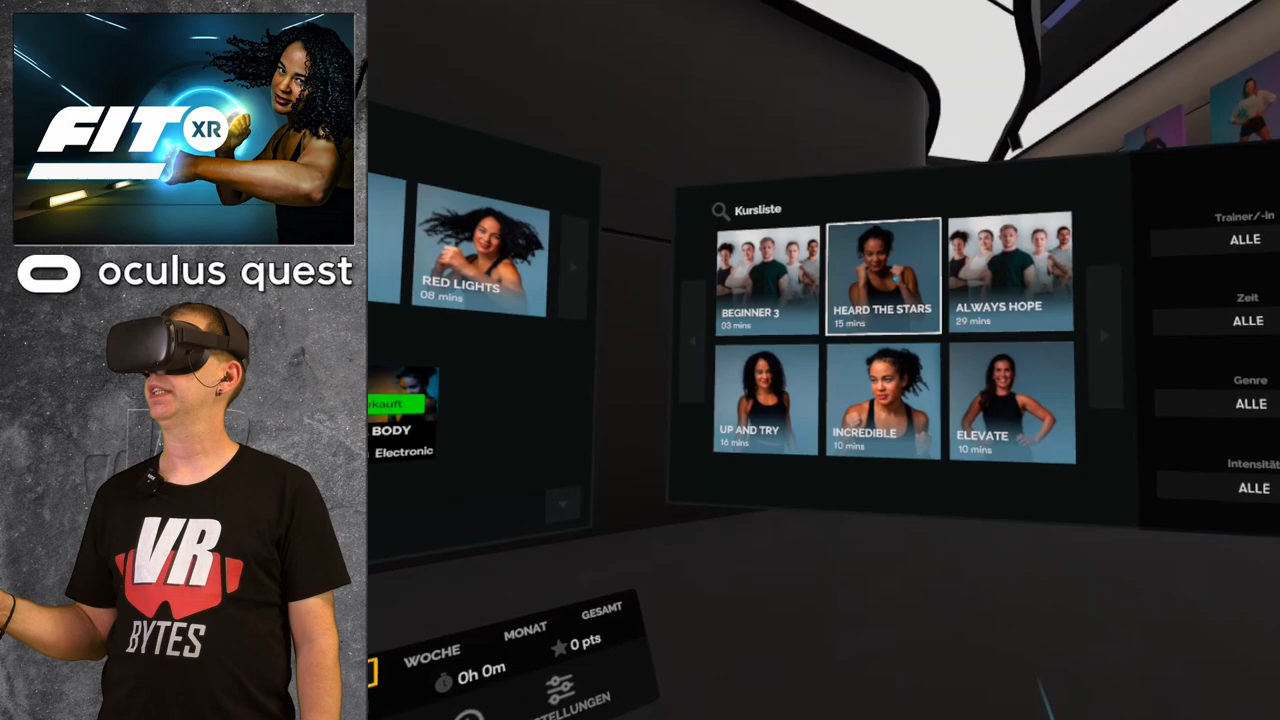 FIT XR
oculus quest
VR
BYTES
RED LIGHTS
08 mins
ekauft
BODY
Electronic
WOCHE
MONAT
GESAMT
0h 0m
0 pts
TELLUNGEN
Kursliste
BEGINNER 3
03 mins
HEARD THE STARS
15 mins
ALWAYS HOPE
29 mins
UP AND TRY
16 mins
INCREDIBLE
10 mins
ELEVATE
10 mins
Trainer/-in
ALLE
Zeit
ALLE
Genre
ALLE
Intensität
ALLE